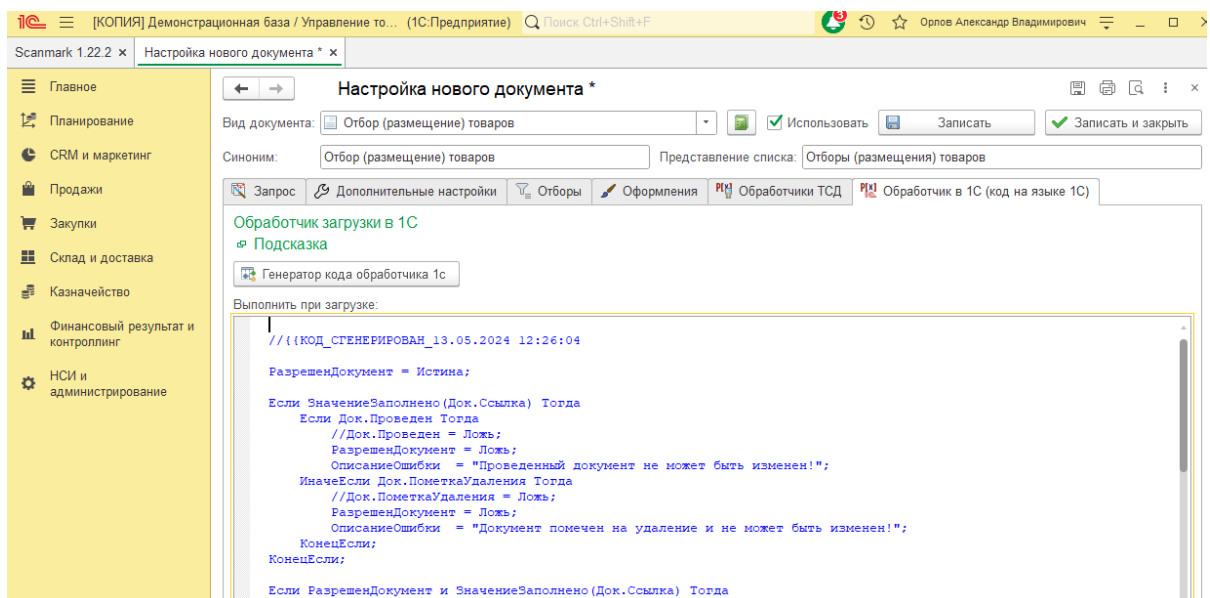 1С [КОПИЯ] Демонстрационная база / Управление то... (1С:Предприятие) Поиск Ctrl+Shift+F 3 Орлов Александр Владимирович
Scanmark 1.22.2 × Настройка нового документа * ×
Главное
Планирование
CRM и маркетинг
Продажи
Закупки
Склад и доставка
Казначейство
Финансовый результат и
контроллинг
НСИ и
администрирование
Настройка нового документа *
Вид документа: Отбор (размещение) товаров Использовать Записать Записать и закрыть
Синоним: Отбор (размещение) товаров Представление списка: Отборы (размещения) товаров
Запрос Дополнительные настройки Отборы Оформления Обработчики ТСД Обработчик в 1С (код на языке 1С)
Обработчик загрузки в 1С
Подсказка
Генератор кода обработчика 1с
Выполнить при загрузке:
//{{КОД_СГЕНЕРИРОВАН_13.05.2024 12:26:04
РазрешенДокумент = Истина;
Если ЗначениеЗаполнено(Док.Ссылка) Тогда
Если Док.Проведен Тогда
//Док.Проведен = Ложь;
РазрешенДокумент = Ложь;
ОписаниеОшибки = "Проведенный документ не может быть изменен!";
ИначеЕсли Док.ПометкаУдаления Тогда
//Док.ПометкаУдаления = Ложь;
РазрешенДокумент = Ложь;
ОписаниеОшибки = "Документ помечен на удаление и не может быть изменен!";
КонецЕсли;
КонецЕсли;
Если РазрешенДокумент и ЗначениеЗаполнено(Док.Ссылка) Тогда